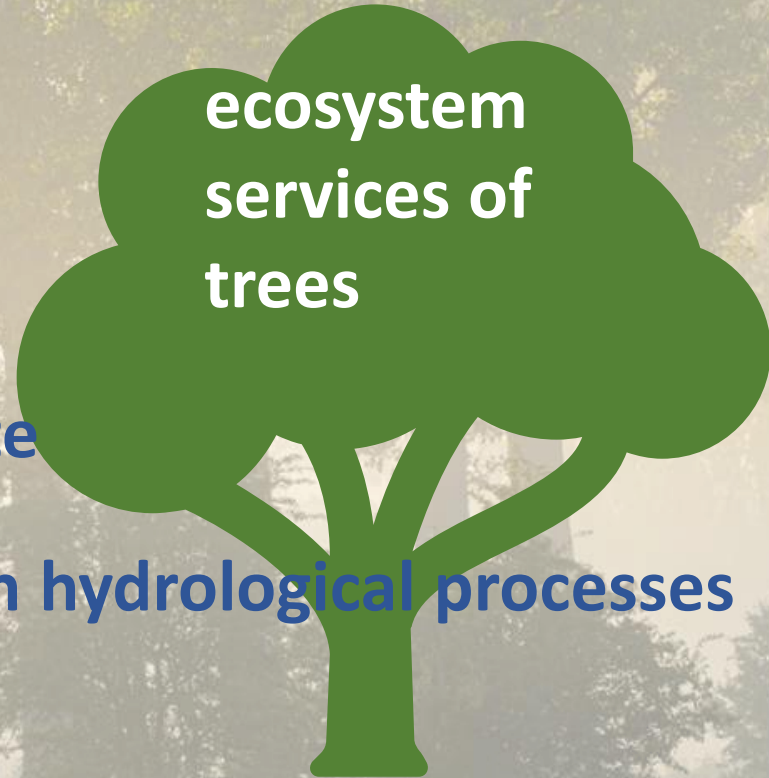 ecosystem
services of
trees
hydrological processes